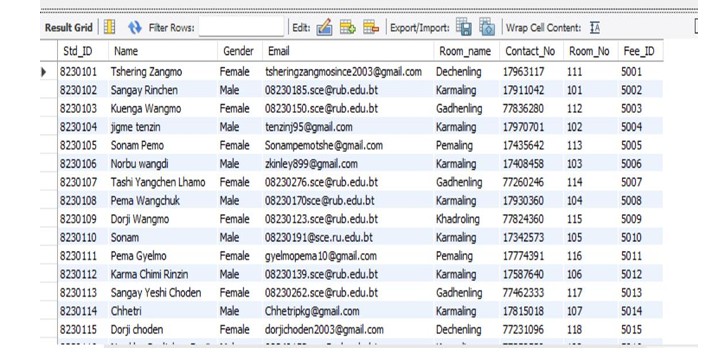 Result Grid Filter Rows: Edit: Export/Import: Wrap Cell Content:
Std_ID Name Gender Email Room_name Contact_No Room_No Fee_ID
8230101 Tshering Zangmo Female tsheringzangmosince2003@gmail.com Dechenling 17963117 111 5001
8230102 Sangay Rinchen Male 08230185.sce@rub.edu.bt Karmaling 17911042 101 5002
8230103 Kuenga Wangmo Female 08230150.sce@rub.edu.bt Gadhenling 77836280 112 5003
8230104 jigme tenzin Male tenzinj95@gmail.com Karmaling 17970701 102 5004
8230105 Sonam Pemo Female Sonampemotshe@gmail.com Pemaling 17435642 113 5005
8230106 Norbu wangdi Male zkinley899@gmail.com Karmaling 17408458 103 5006
8230107 Tashi Yangchen Lhamo Female 08230276.sce@rub.edu.bt Gadhenling 77260246 114 5007
8230108 Pema Wangchuk Male 08230170sce@rub.edu.bt Karmaling 17930360 104 5008
8230109 Dorji Wangmo Female 08230123.sce@rub.edu.bt Khadroling 77824360 115 5009
8230110 Sonam Male 08230191@sce.ru.edu.bt Karmaling 17342573 105 5010
8230111 Pema Gyelmo Female gyelmopema10@gmail.com Pemaling 17774391 116 5011
8230112 Karma Chimi Rinzin Male 08230139.sce@rub.edu.bt Karmaling 17587640 106 5012
8230113 Sangay Yeshi Choden Female 08230262.sce@rub.edu.bt Gadhenling 77462333 117 5013
8230114 Chhetri Male Chhetripkg@gmail.com Karmaling 17815018 107 5014
8230115 Dorji choden Female dorjichoden2003@gmail.com Dechenling 77231096 118 5015